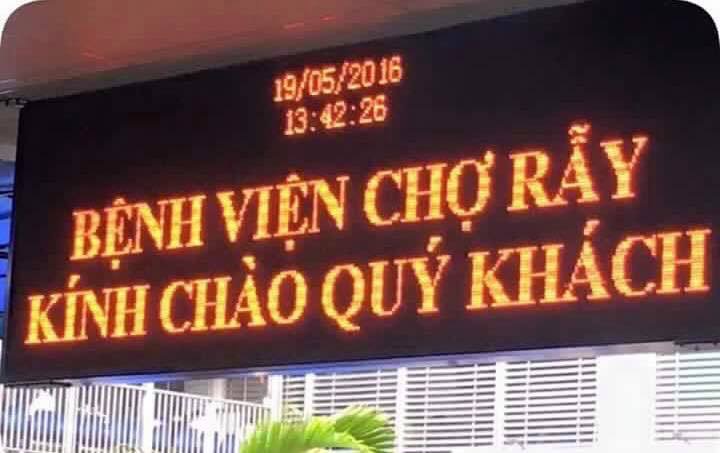 19/05/2016
13:42:26
BỆNH VIỆN CHỢ RẪY
KÍNH CHÀO QUÝ KHÁCH